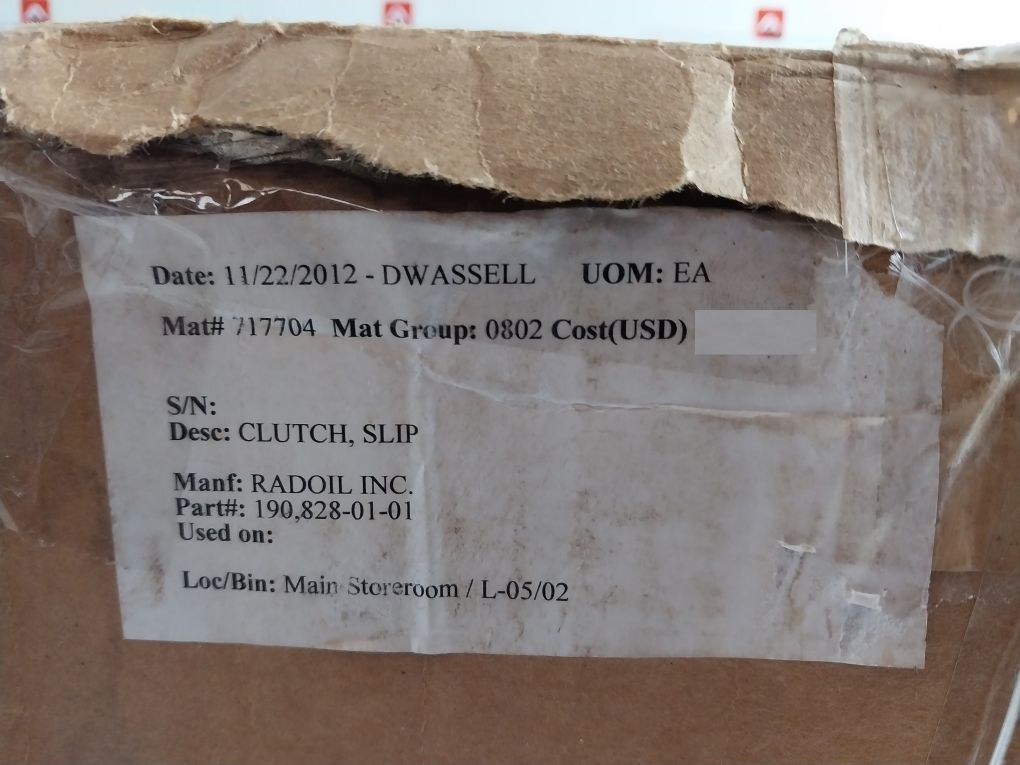 Date: 11/22/2012 - DWASSELL UOM: EA
Mat# 717704 Mat Group: 0802 Cost(USD)
S/N:
Desc: CLUTCH, SLIP
Manf: RADOIL INC.
Part#: 190,828-01-01
Used on:
Loc/Bin: Main Storeroom / L-05/02